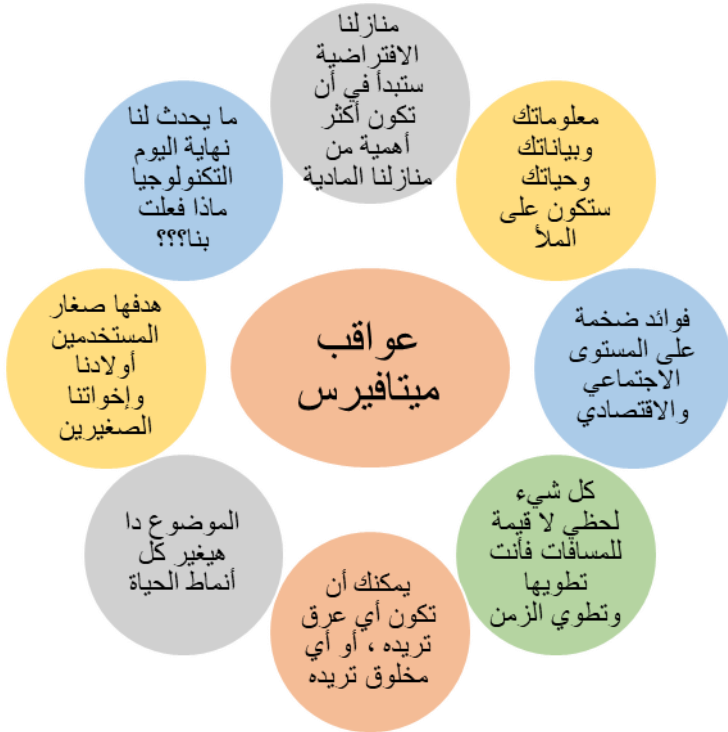 منازلنا
الافتراضية
ستبدأ في أن
تكون أكثر
أهمية من
منازلنا المادية
معلوماتك
وبياناتك
وحياتك
ستكون على
الملأ
فوائد ضخمة
على المستوى
الاجتماعي
والاقتصادي
كل شيء
لحظي لا قيمة
للمسافات فأنت
تطويها
وتطوي الزمن
يمكنك أن
تكون أي عرق
تريده ، أو أي
مخلوق تريده
الموضوع دا
هيغير كل
أنماط الحياة
هدفها صغار
المستخدمين
أولادنا
وإخواتنا
الصغيرين
ما يحدث لنا
نهاية اليوم
التكنولوجيا
ماذا فعلت
بنا؟؟؟
عواقب
ميتافيرس